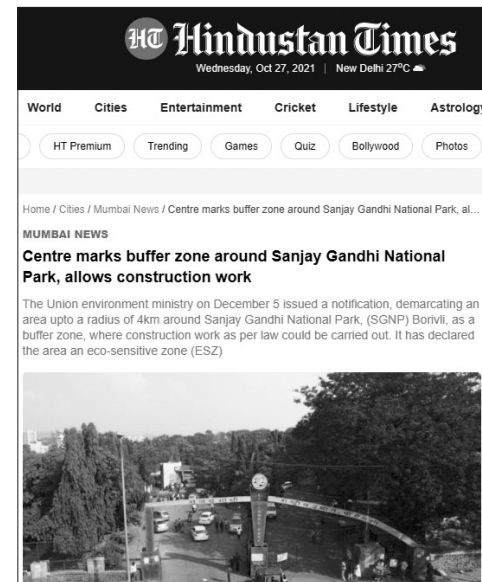 HT Hindustan Times
Wednesday, Oct 27, 2021 | New Delhi 27°C
World Cities Entertainment Cricket Lifestyle Astrology
HT Premium Trending Games Quiz Bollywood Photos
Home / Cities / Mumbai News / Centre marks buffer zone around Sanjay Gandhi National Park, al...
MUMBAI NEWS
Centre marks buffer zone around Sanjay Gandhi National
Park, allows construction work
The Union environment ministry on December 5 issued a notification, demarcating an
area upto a radius of 4km around Sanjay Gandhi National Park, (SGNP) Borivli, as a
buffer zone, where construction work as per law could be carried out. It has declared
the area an eco-sensitive zone (ESZ)